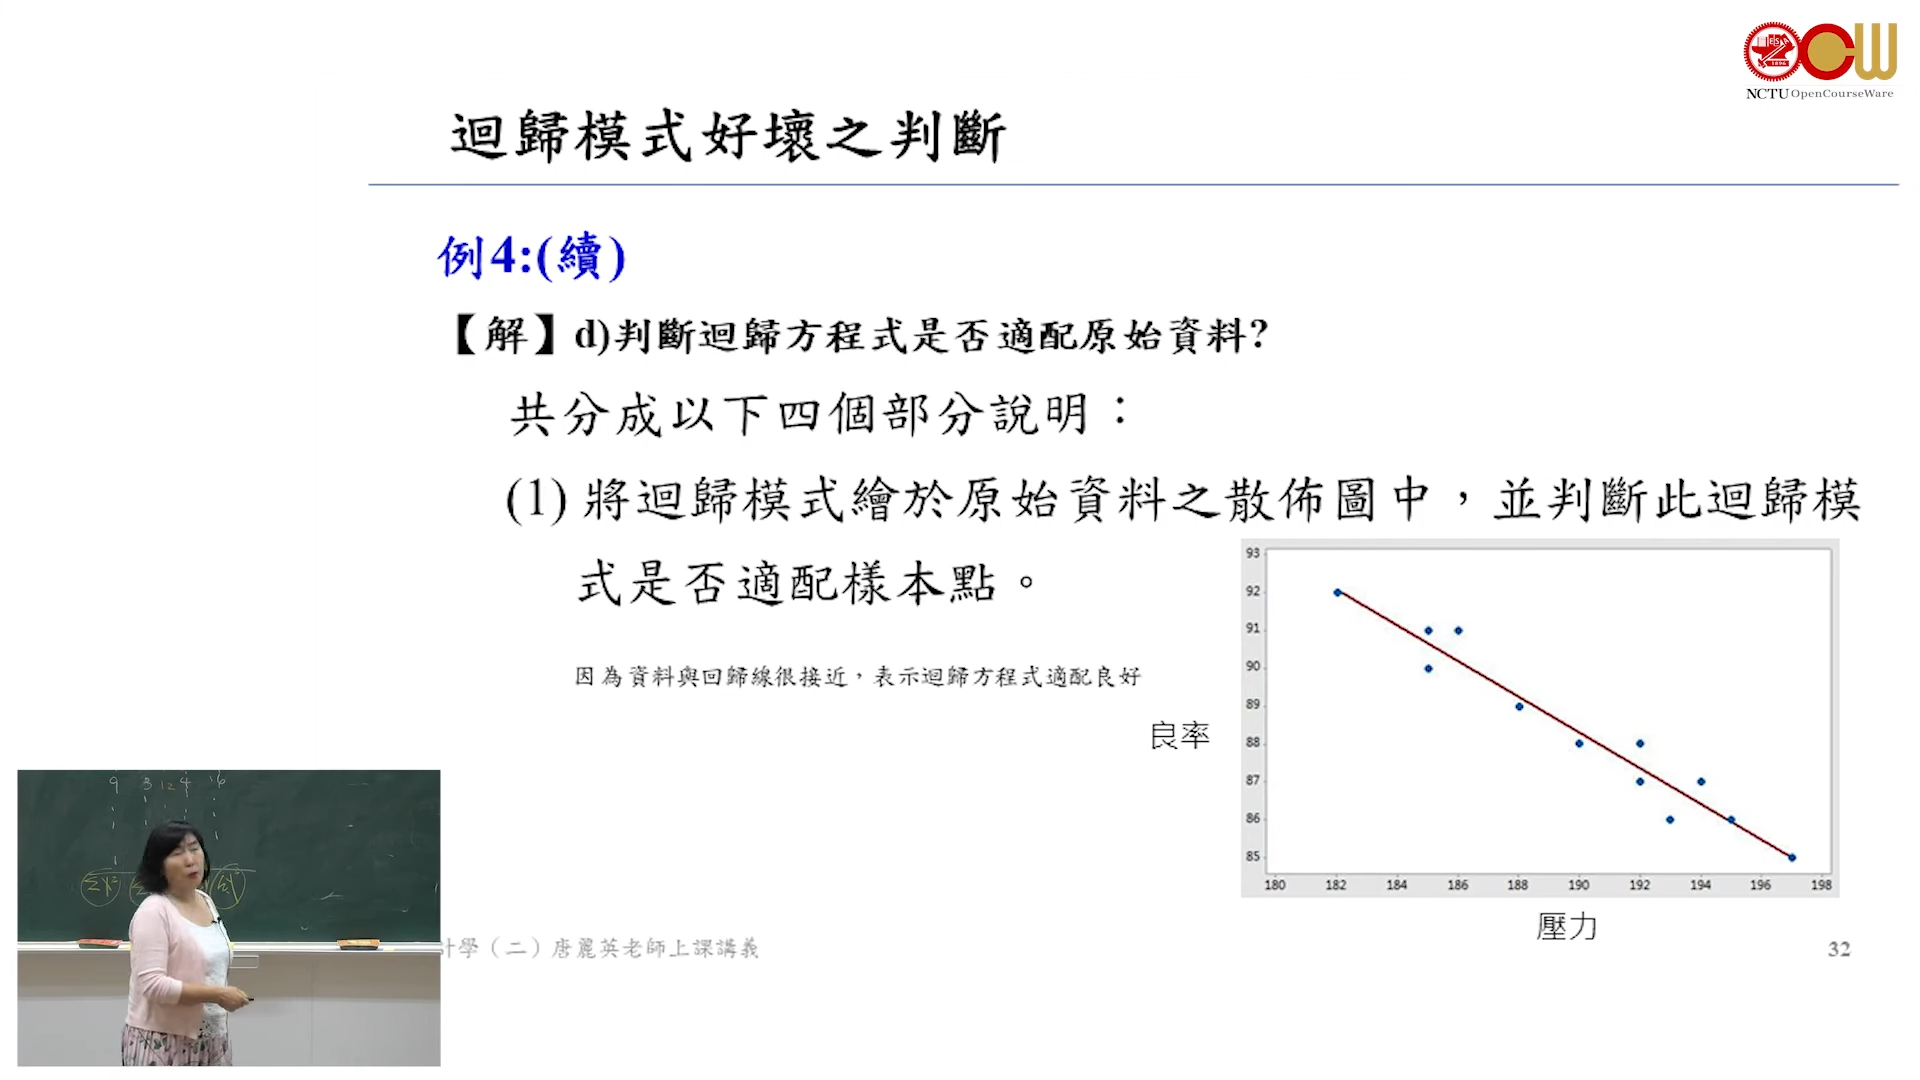 NCTU OpenCourseWare
迴歸模式好壞之判斷
例4:(續)
【解】d)判斷迴歸方程式是否適配原始資料?
共分成以下四個部分說明：
(1) 將迴歸模式繪於原始資料之散佈圖中，並判斷此迴歸模
式是否適配樣本點。
因為資料與回歸線很接近，表示迴歸方程式適配良好
93
92
91
90
89
88
87
86
85
良率
180 182 184 186 188 190 192 194 196 198
壓力
計學（二）唐麗英老師上課講義
32